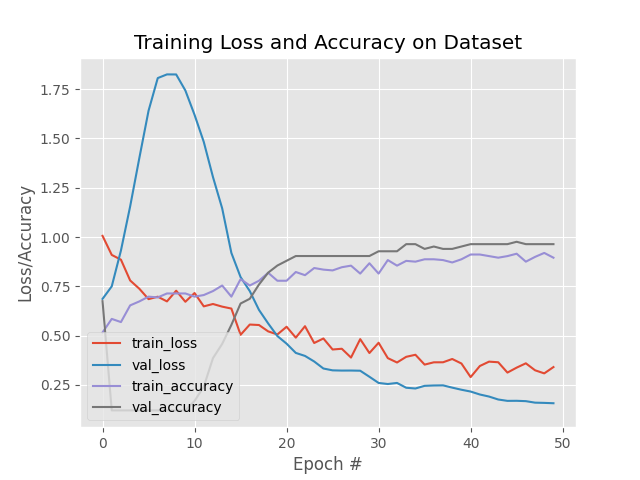 Training Loss and Accuracy on Dataset
Loss/Accuracy
1.75
1.50
1.25
1.00
0.75
0.50
0.25
train_loss
val_loss
train_accuracy
val_accuracy
0 10 20 30 40 50
Epoch #